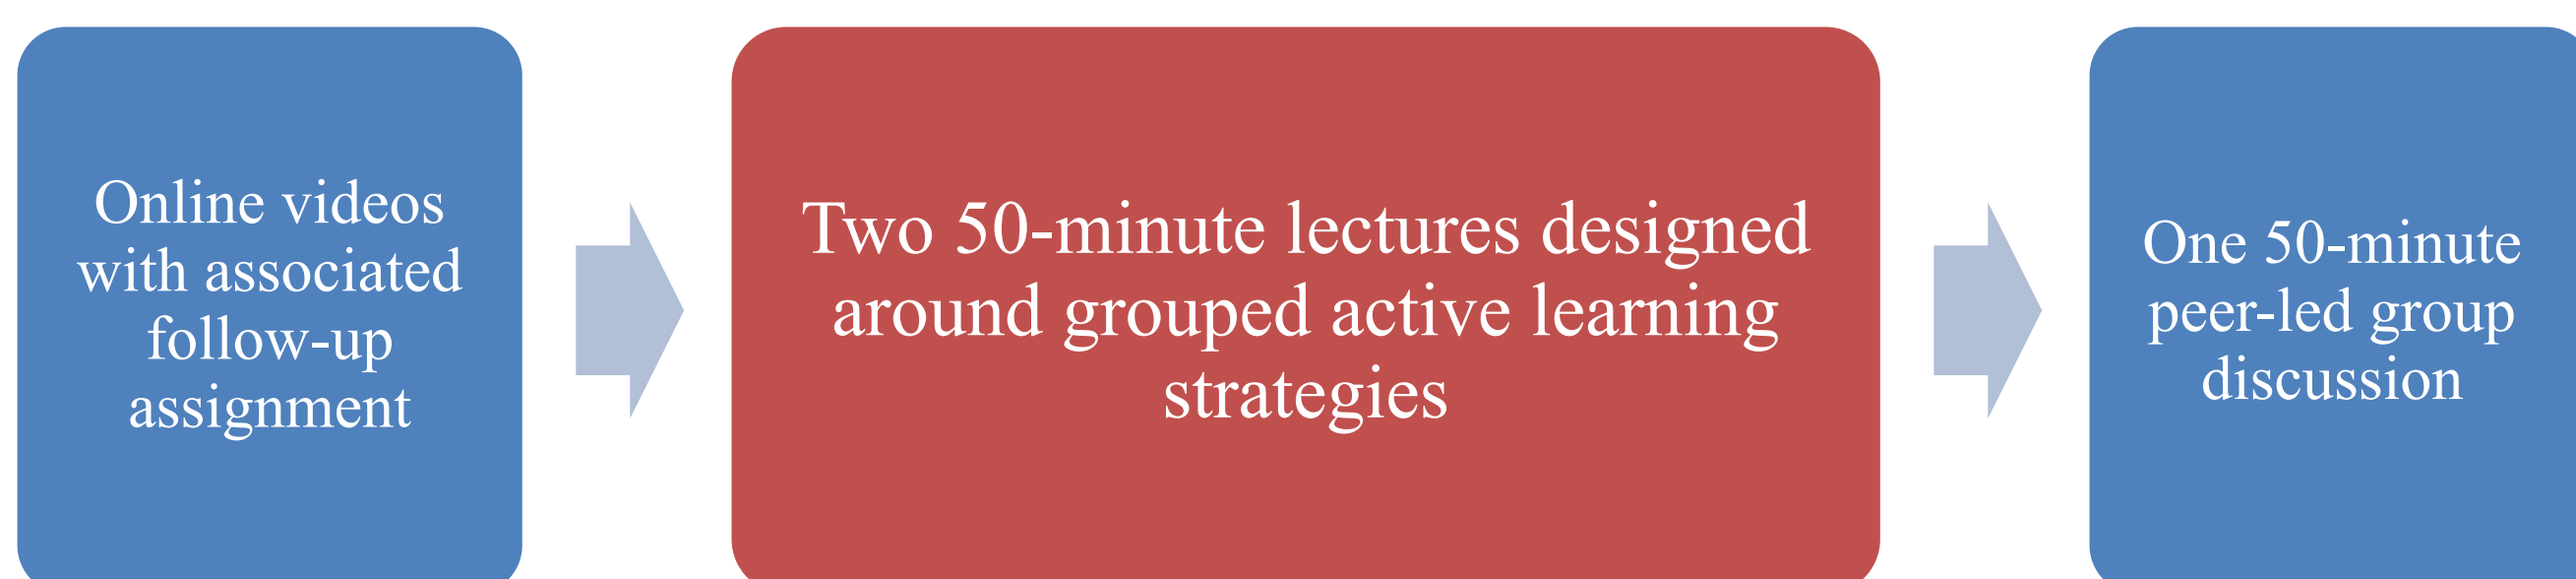 Online videos
with associated
follow-up
assignment
Two 50-minute lectures designed
around grouped active learning
strategies
One 50-minute
peer-led group
discussion